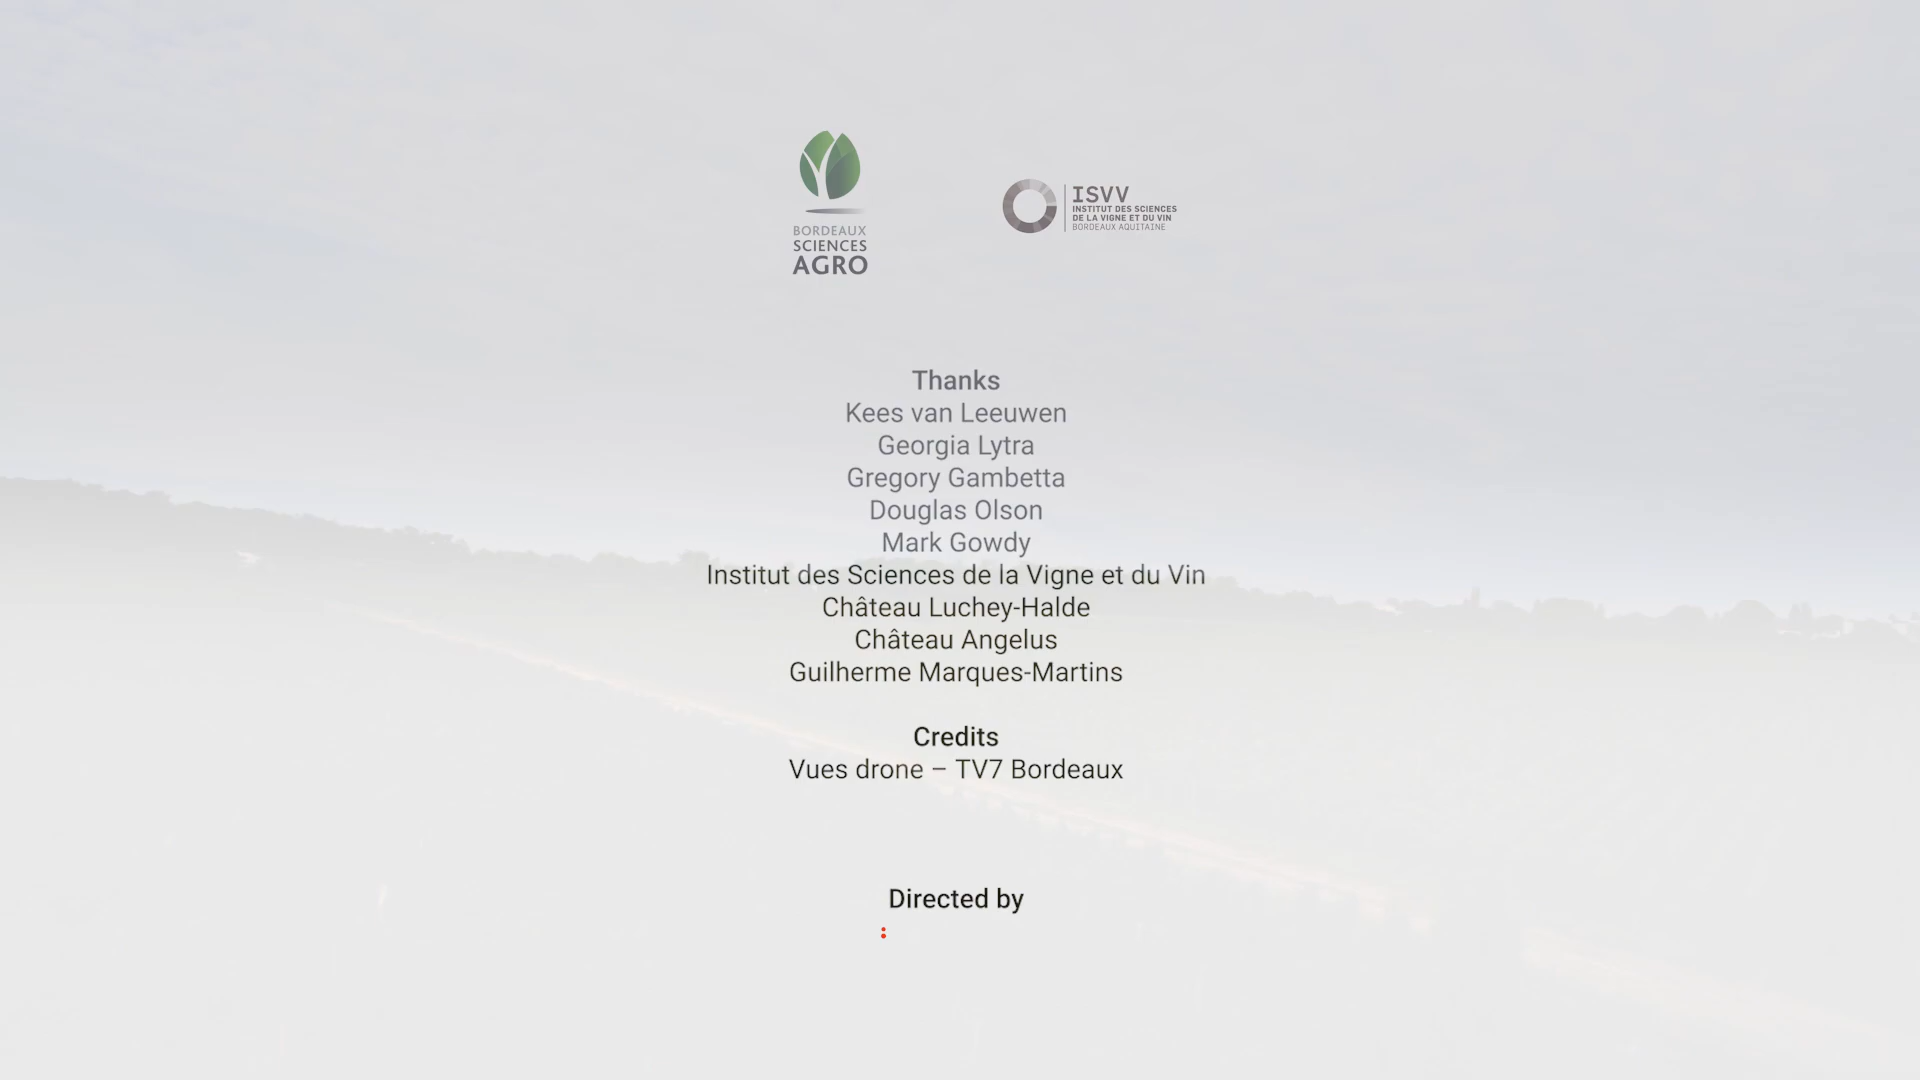 BORDEAUX
SCIENCES
AGRO
ISVV
INSTITUT DES SCIENCES
DE LA VIGNE ET DU VIN
BORDEAUX AQUITAINE
Thanks
Kees van Leeuwen
Georgia Lytra
Gregory Gambetta
Douglas Olson
Mark Gowdy
Institut des Sciences de la Vigne et du Vin
Château Luchey-Halde
Château Angelus
Guilherme Marques-Martins
Credits
Vues drone – TV7 Bordeaux
Directed by
: